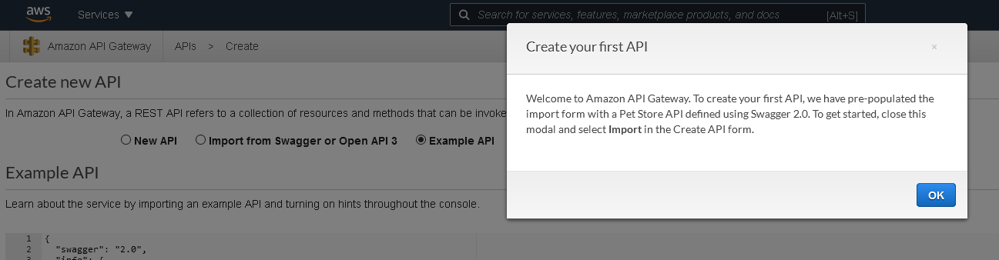 aws Services Search for services, features, marketplace products, and docs [Alt+S]
Amazon API Gateway APIs > Create
Create your first API ×
Welcome to Amazon API Gateway. To create your first API, we have pre-populated the
import form with a Pet Store API defined using Swagger 2.0. To get started, close this
modal and select Import in the Create API form.
OK
Create new API
In Amazon API Gateway, a REST API refers to a collection of resources and methods that can be invoke
New API Import from Swagger or Open API 3 Example API
Example API
Learn about the service by importing an example API and turning on hints throughout the console.
1 {
2 "swagger": "2.0",
3 "info": {